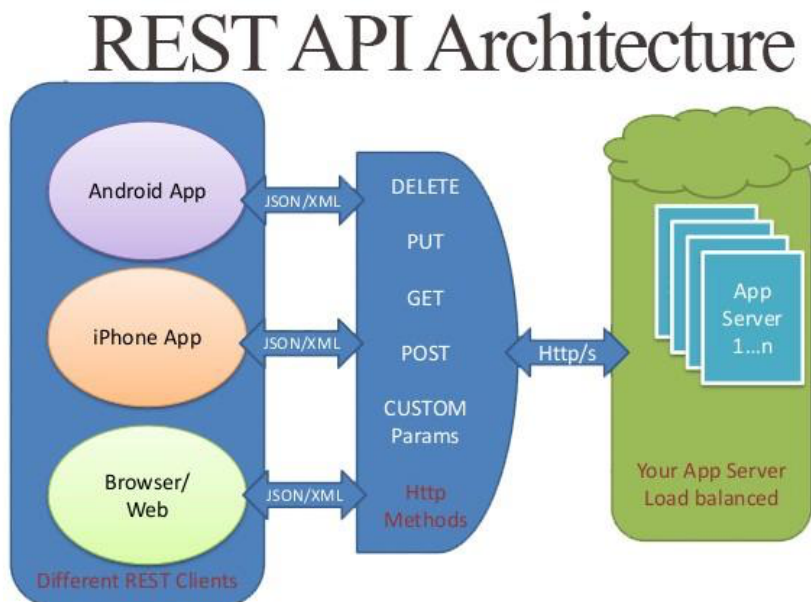 REST API Architecture
Android App
iPhone App
Browser/
Web
Different REST Clients
JSON/XML
JSON/XML
JSON/XML
DELETE
PUT
GET
POST
CUSTOM
Params
Http
Methods
Http/s
App
Server
1...n
Your App Server
Load balanced